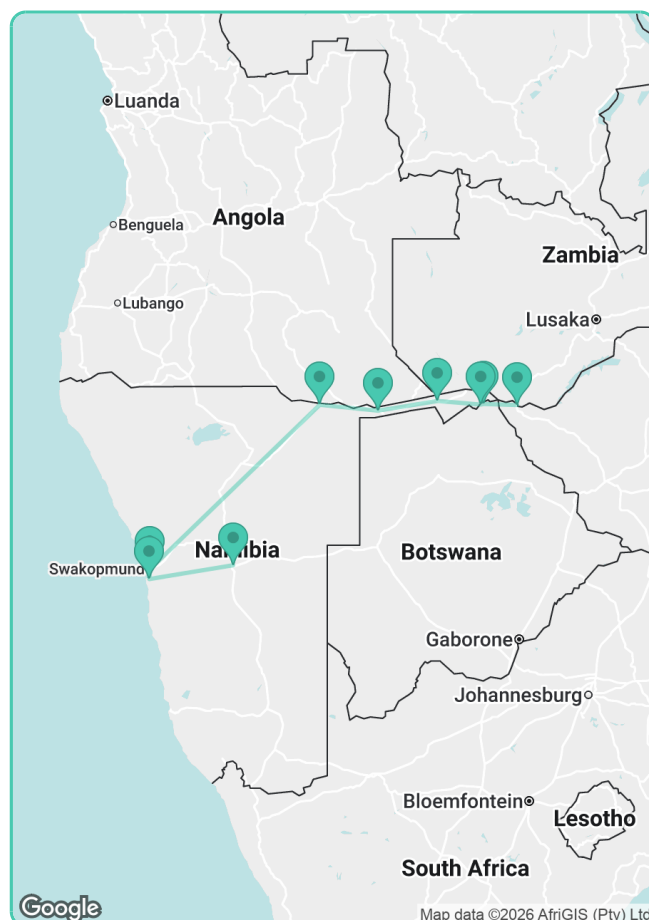 Luanda
Benguela
Angola
Zambia
Lubango
Lusaka
Namibia
Botswana
Swakopmund
Gaborone
Johannesburg
Bloemfontein
Lesotho
South Africa
Google
Map data ©2026 AfriGIS (Pty) Ltd